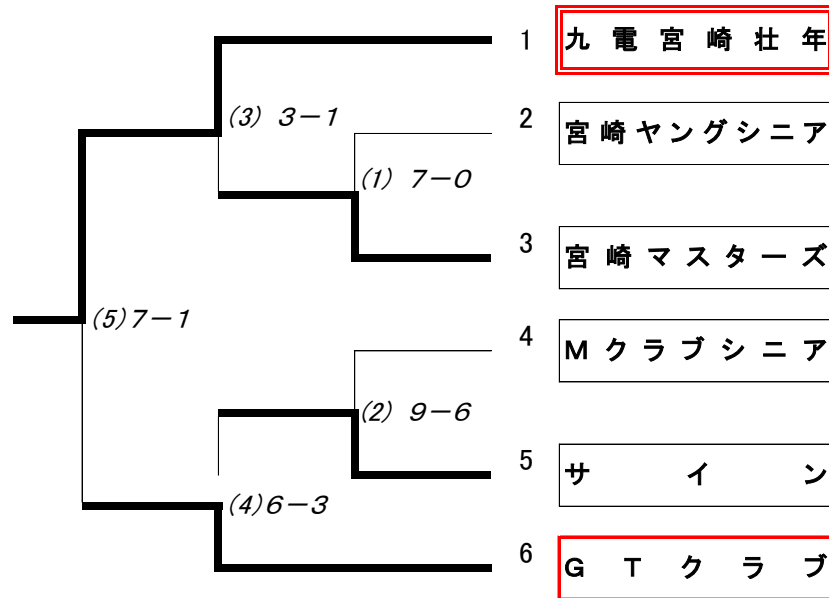 1 九電宮崎壮年
(3) 3－1
2 宮崎ヤングシニア
(1) 7－0
3 宮崎マスターズ
(5)7－1
4 Mクラブシニア
(2) 9－6
5 サイン
(4)6－3
6 GTクラブ